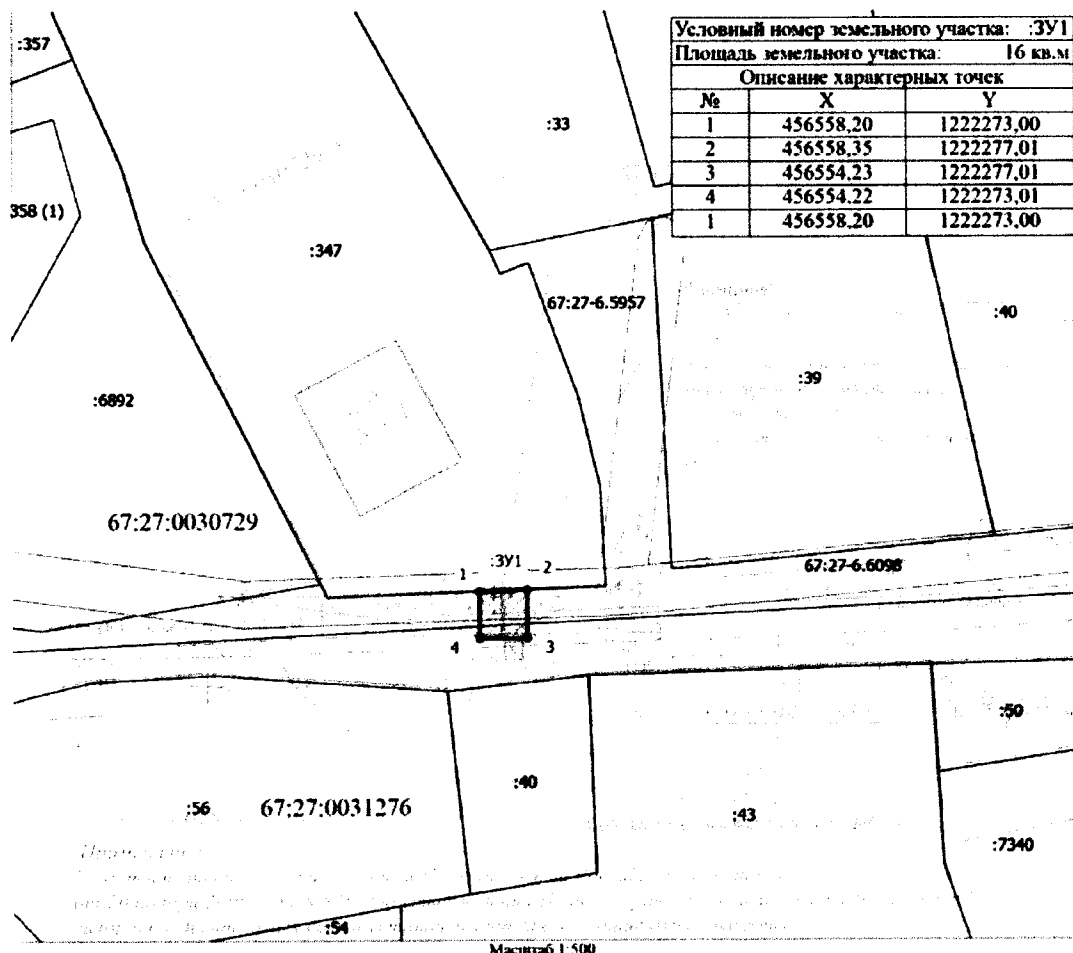 Условный номер земельного участка: :ЗУ1
Площадь земельного участка: 16 кв.м
Описание характерных точек
№ X Y
1 456558,20 1222273,00
2 456558,35 1222277,01
3 456554,23 1222277,01
4 456554,22 1222273,01
1 456558,20 1222273,00
:357
:33
358 (1)
:347
67:27-6.5957
:40
:39
:6892
67:27:0030729
:ЗУ1
1
2
67:27-6.6098
4
3
:50
:40
:56
67:27:0031276
:43
:7340
:54
Масштаб 1:500